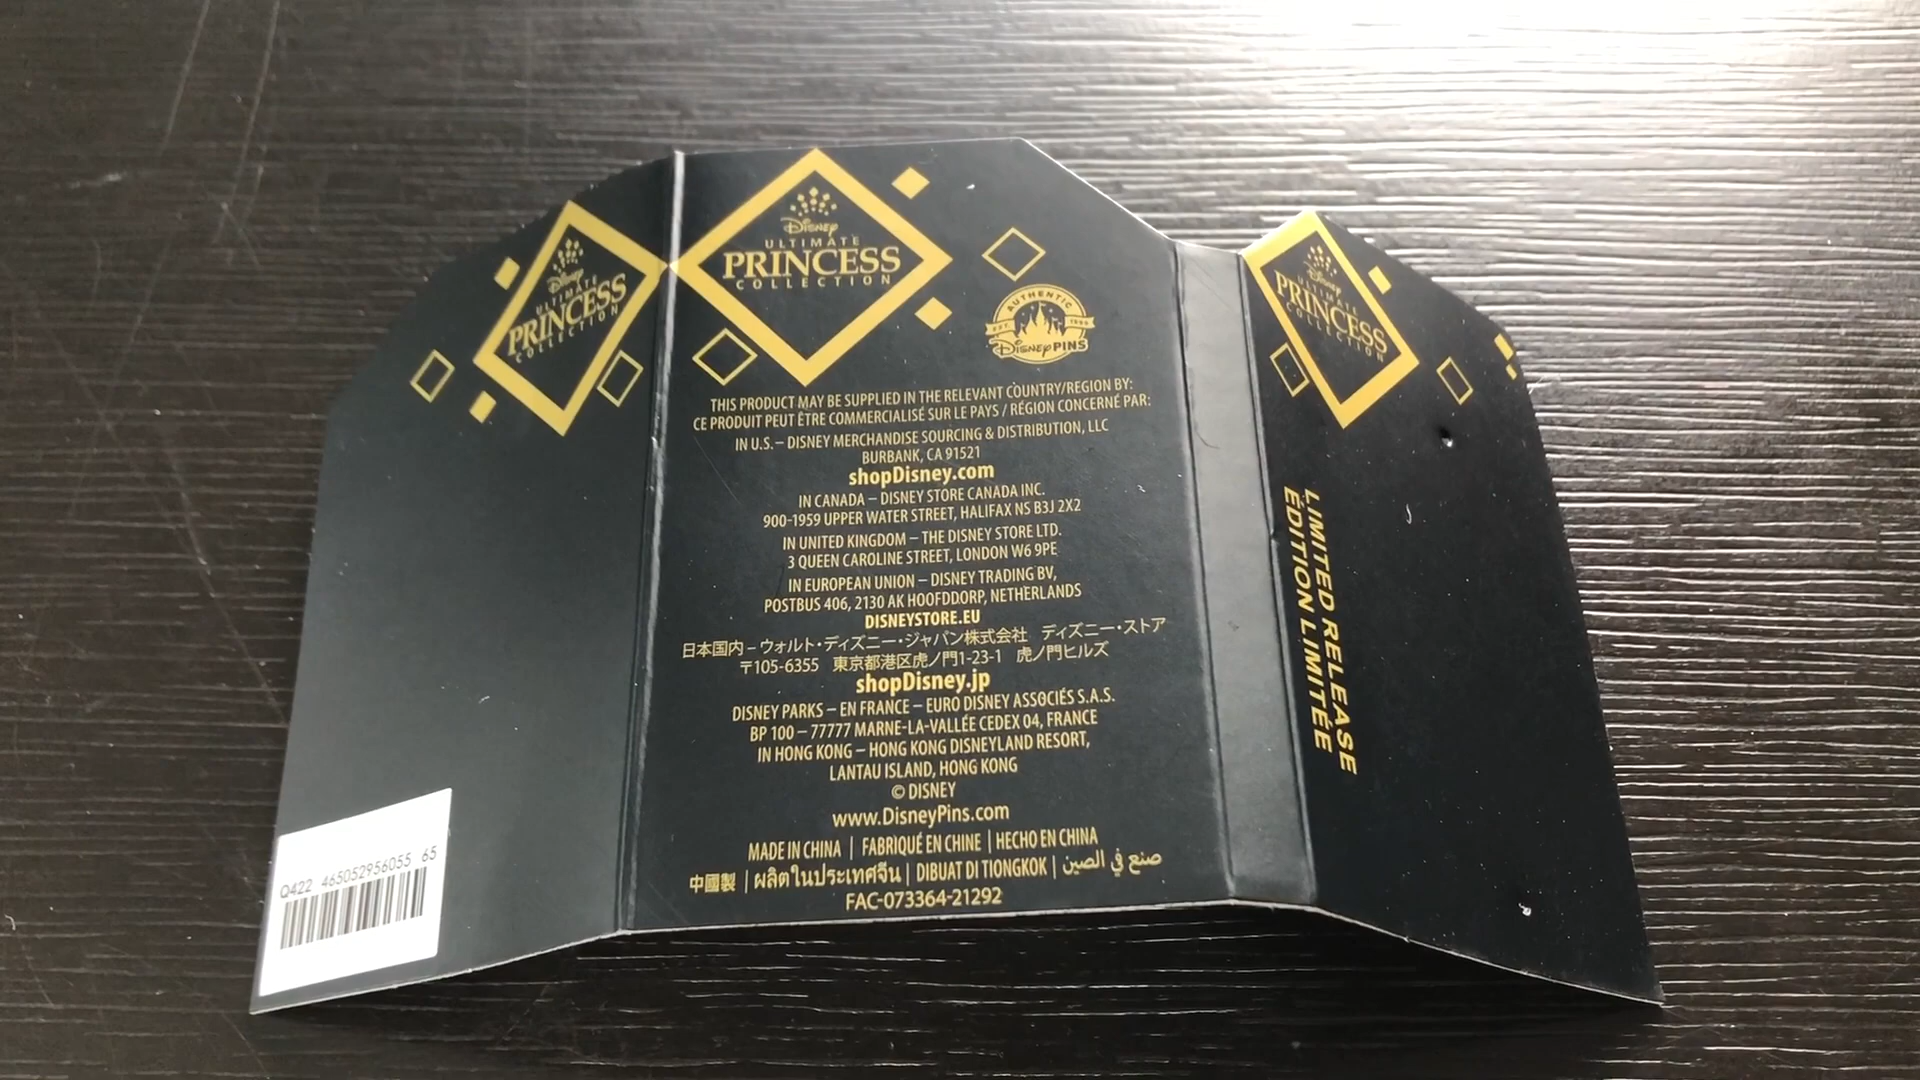 Disney
ULTIMATE
PRINCESS
COLLECTION
Q422 465052956055 65
Disney
ULTIMATE
PRINCESS
COLLECTION
AUTHENTIC
EST. 1999
Disney PINS
THIS PRODUCT MAY BE SUPPLIED IN THE RELEVANT COUNTRY/REGION BY:
CE PRODUIT PEUT ÊTRE COMMERCIALISÉ SUR LE PAYS / RÉGION CONCERNÉ PAR:
IN U.S. – DISNEY MERCHANDISE SOURCING & DISTRIBUTION, LLC
BURBANK, CA 91521
shopDisney.com
IN CANADA – DISNEY STORE CANADA INC.
900-1959 UPPER WATER STREET, HALIFAX NS B3J 2X2
IN UNITED KINGDOM – THE DISNEY STORE LTD.
3 QUEEN CAROLINE STREET, LONDON W6 9PE
IN EUROPEAN UNION – DISNEY TRADING BV,
POSTBUS 406, 2130 AK HOOFDDORP, NETHERLANDS
DISNEYSTORE.EU
日本国内 – ウォルト・ディズニー・ジャパン株式会社 ディズニー・ストア
〒105-6355 東京都港区虎ノ門1-23-1 虎ノ門ヒルズ
shopDisney.jp
DISNEY PARKS – EN FRANCE – EURO DISNEY ASSOCIÉS S.A.S.
BP 100 – 77777 MARNE-LA-VALLÉE CEDEX 04, FRANCE
IN HONG KONG – HONG KONG DISNEYLAND RESORT,
LANTAU ISLAND, HONG KONG
© DISNEY
www.DisneyPins.com
MADE IN CHINA | FABRIQUÉ EN CHINE | HECHO EN CHINA
中國製 | ผลิตในประเทศจีน | DIBUAT DI TIONGKOK | صنع في الصين
FAC-073364-21292
Disney
ULTIMATE
PRINCESS
COLLECTION
LIMITED RELEASE
ÉDITION LIMITÉE